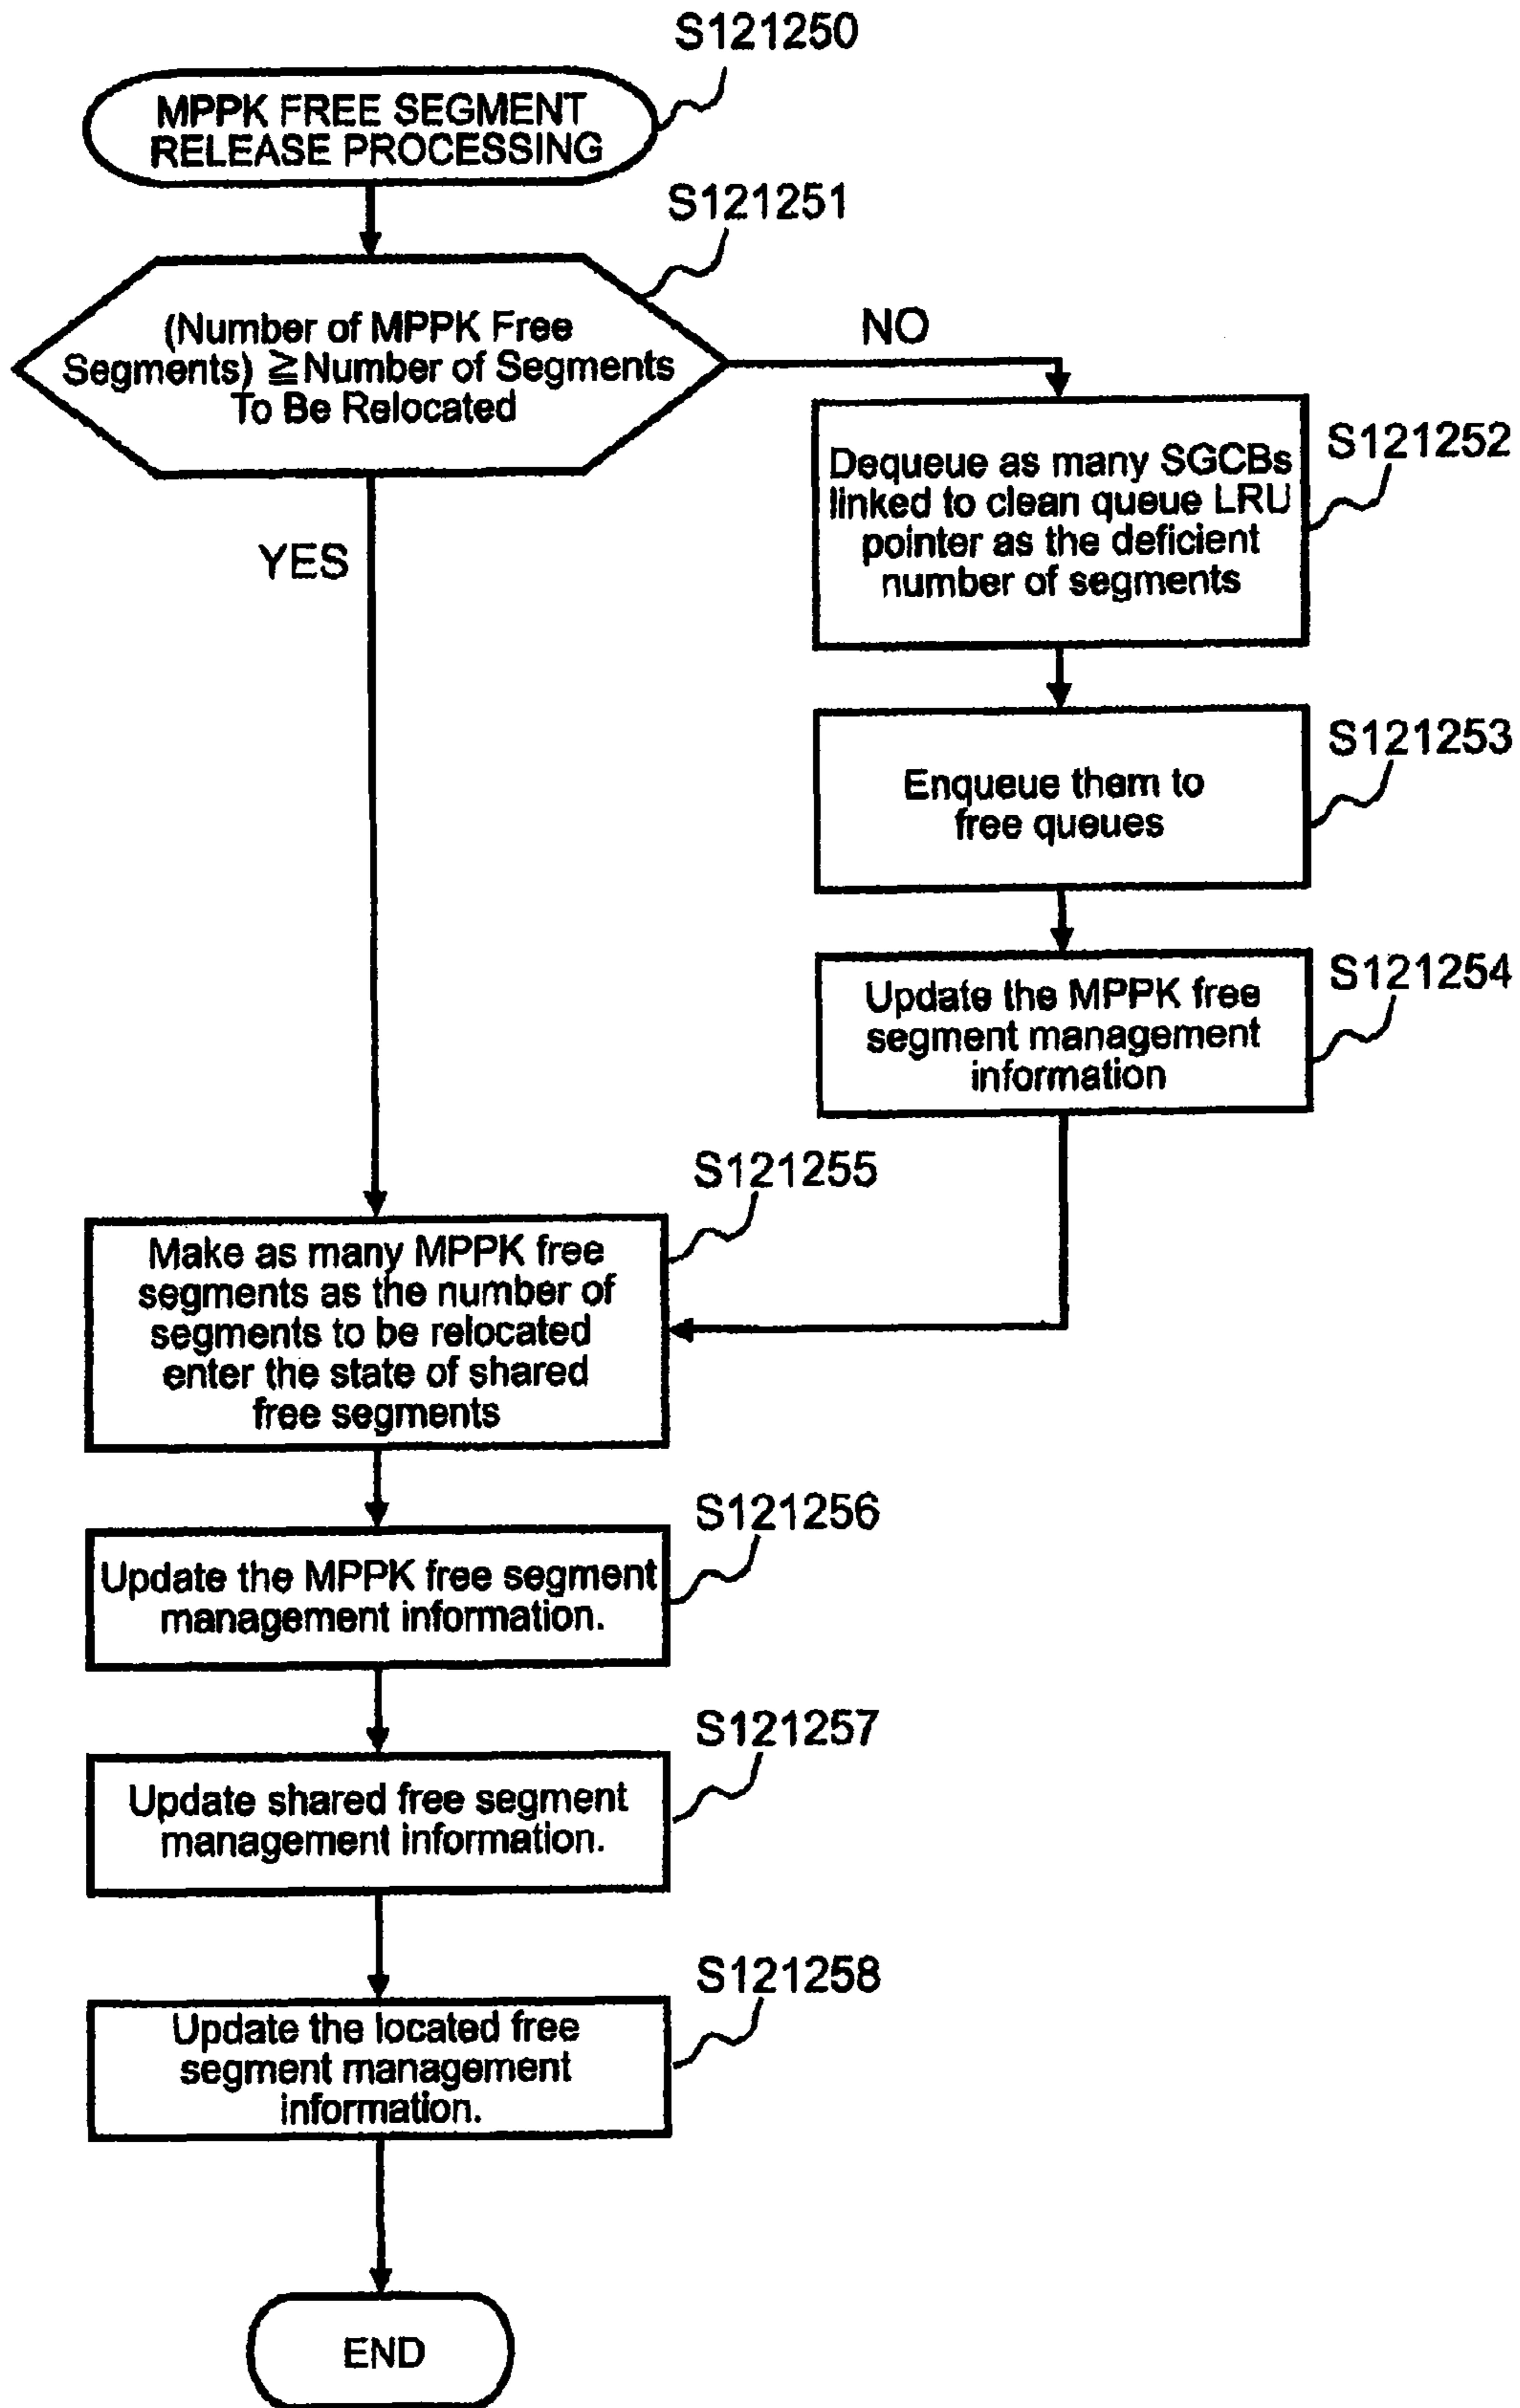 S121250
MPPK FREE SEGMENT
RELEASE PROCESSING
S121251
(Number of MPPK Free
Segments) ≧Number of Segments
To Be Relocated
NO
YES
S121252
Dequeue as many SGCBs
linked to clean queue LRU
pointer as the deficient
number of segments
S121253
Enqueue them to
free queues
S121254
Update the MPPK free
segment management
information
S121255
Make as many MPPK free
segments as the number of
segments to be relocated
enter the state of shared
free segments
S121256
Update the MPPK free segment
management information.
S121257
Update shared free segment
management information.
S121258
Update the located free
segment management
information.
END